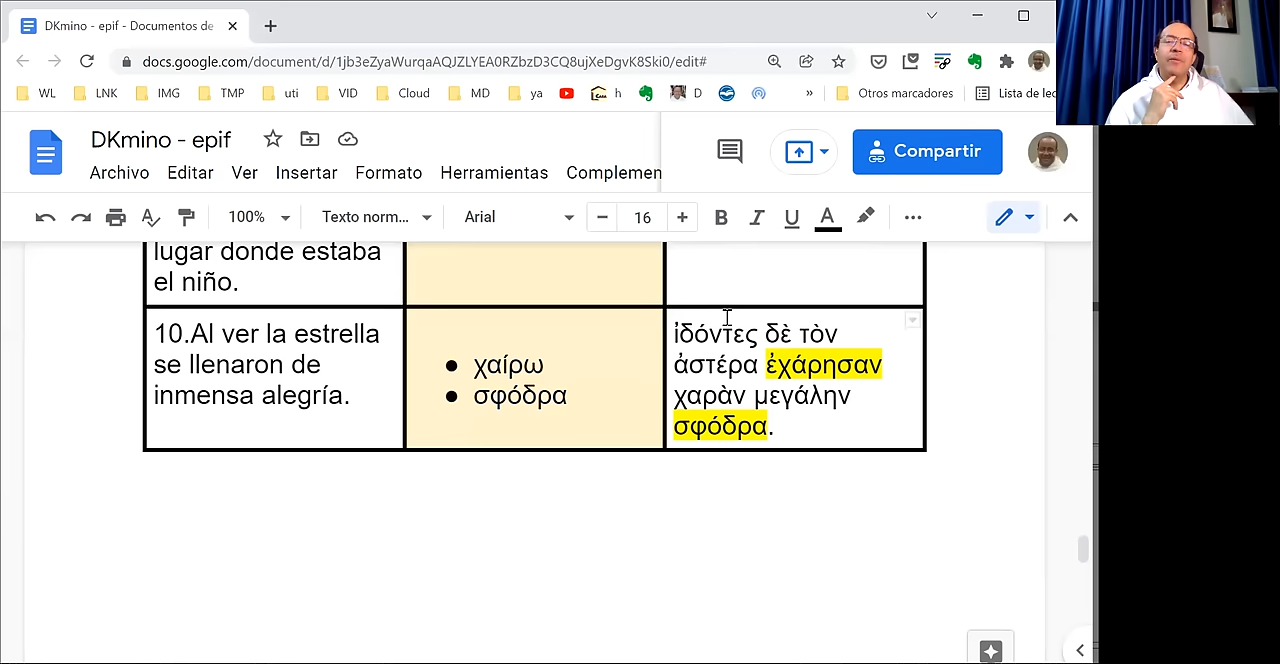 DKmino - epif - Documentos de
docs.google.com/document/d/1jb3eZyaWurqaAQJZLYEA0RZbzD3CQ8ujXeDgvK8Ski0/edit#
WL LNK IMG TMP uti VID Cloud MD ya h D » Otros marcadores Lista de lec
DKmino - epif
Compartir
Archivo Editar Ver Insertar Formato Herramientas Complemen
100% Texto norm... Arial – 16 + B I U A
lugar donde estaba
el niño.
10.Al ver la estrella
se llenaron de
inmensa alegría.
● χαίρω
● σφόδρα
ἰδόντες δὲ τὸν
ἀστέρα ἐχάρησαν
χαρὰν μεγάλην
σφόδρα.